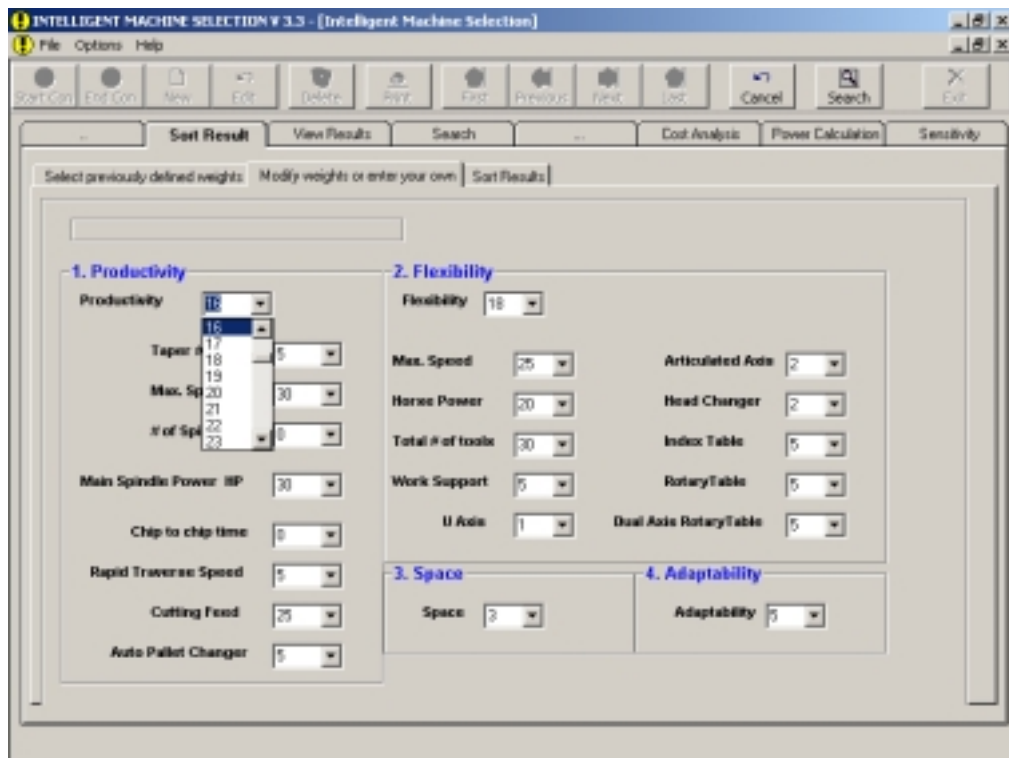 INTELLIGENT MACHINE SELECTION V 3.3 - [Intelligent Machine Selection]
File Options Help
Start Con End Con New Edit Delete Print First Previous Next Last Cancel Search Exit
.. Sort Result View Results Search ... Cost Analysis Power Calculation Sensitivity
Select previously defined weights Modify weights or enter your own Sort Results
1. Productivity
Productivity 16
16
17
18
19
20
21
22
23
Taper # 5
Max. Sp 30
# of Spi 0
Main Spindle Power HP 30
Chip to chip time 0
Rapid Traverse Speed 5
Cutting Feed 25
Auto Pallet Changer 5
2. Flexibility
Flexibility 18
Max. Speed 25 Articulated Axis 2
Horse Power 20 Head Changer 2
Total # of tools 30 Index Table 5
Work Support 5 RotaryTable 5
U Axis 1 Dual Axis RotaryTable 5
3. Space
Space 3
4. Adaptability
Adaptability 5